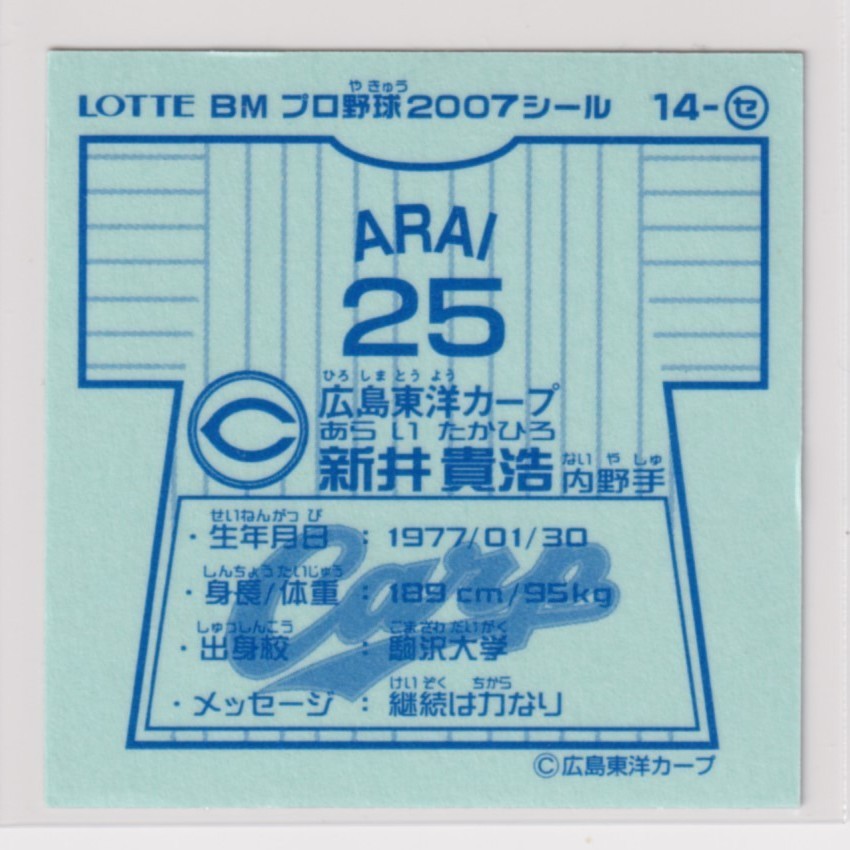 LOTTE BM プロ野球2007シール 14-セ
やきゅう
ARAI
25
ひろしまとうよう
広島東洋カープ
あらいたかひろ
新井貴浩 内野手
ないやしゅ
せいねんがっぴ
・生年月日 : 1977/01/30
しんちょうたいじゅう
・身長/体重 : 189cm/95kg
しゅっしんこう こまざわだいがく
・出身校 : 駒沢大学
けいぞく ちから
・メッセージ : 継続は力なり
Carp
©広島東洋カープ